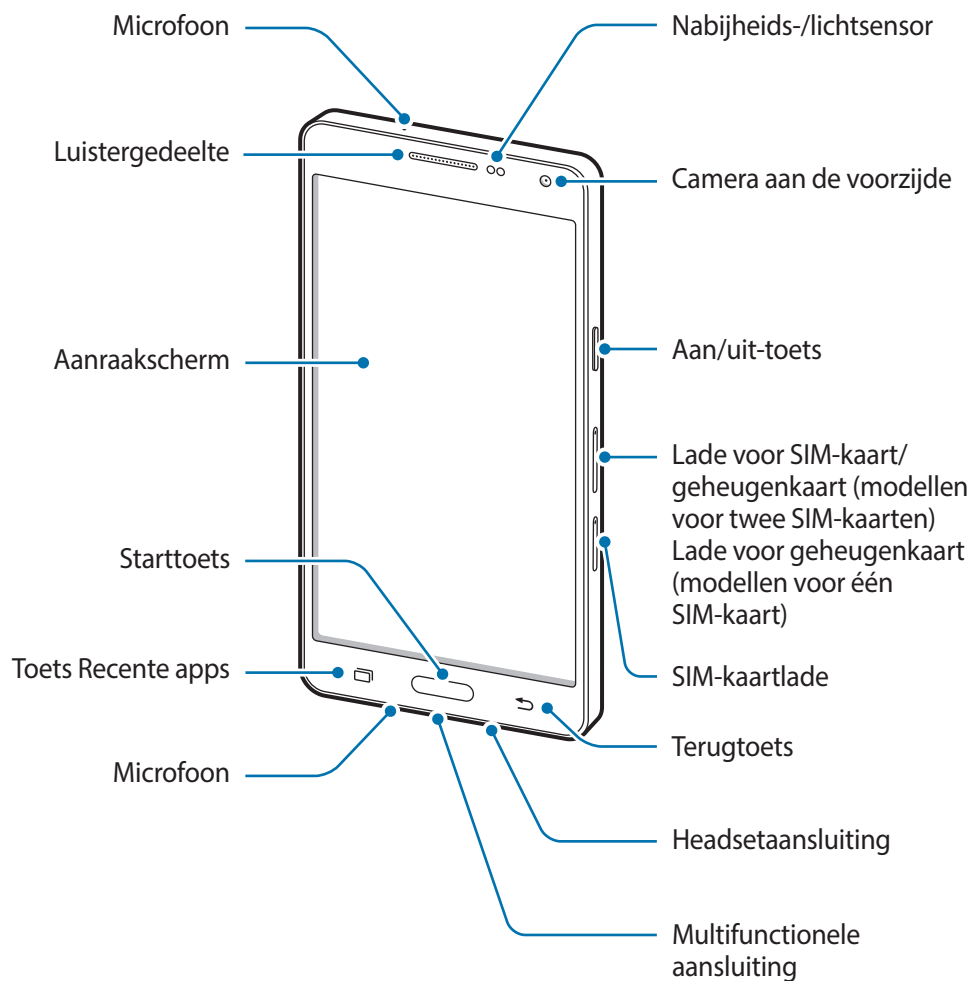 Microfoon
Nabijheids-/lichtsensor
Luistergedeelte
Camera aan de voorzijde
Aanraakscherm
Aan/uit-toets
Lade voor SIM-kaart/
geheugenkaart (modellen
voor twee SIM-kaarten)
Lade voor geheugenkaart
(modellen voor één
SIM-kaart)
Starttoets
Toets Recente apps
SIM-kaartlade
Terugtoets
Microfoon
Headsetaansluiting
Multifunctionele
aansluiting